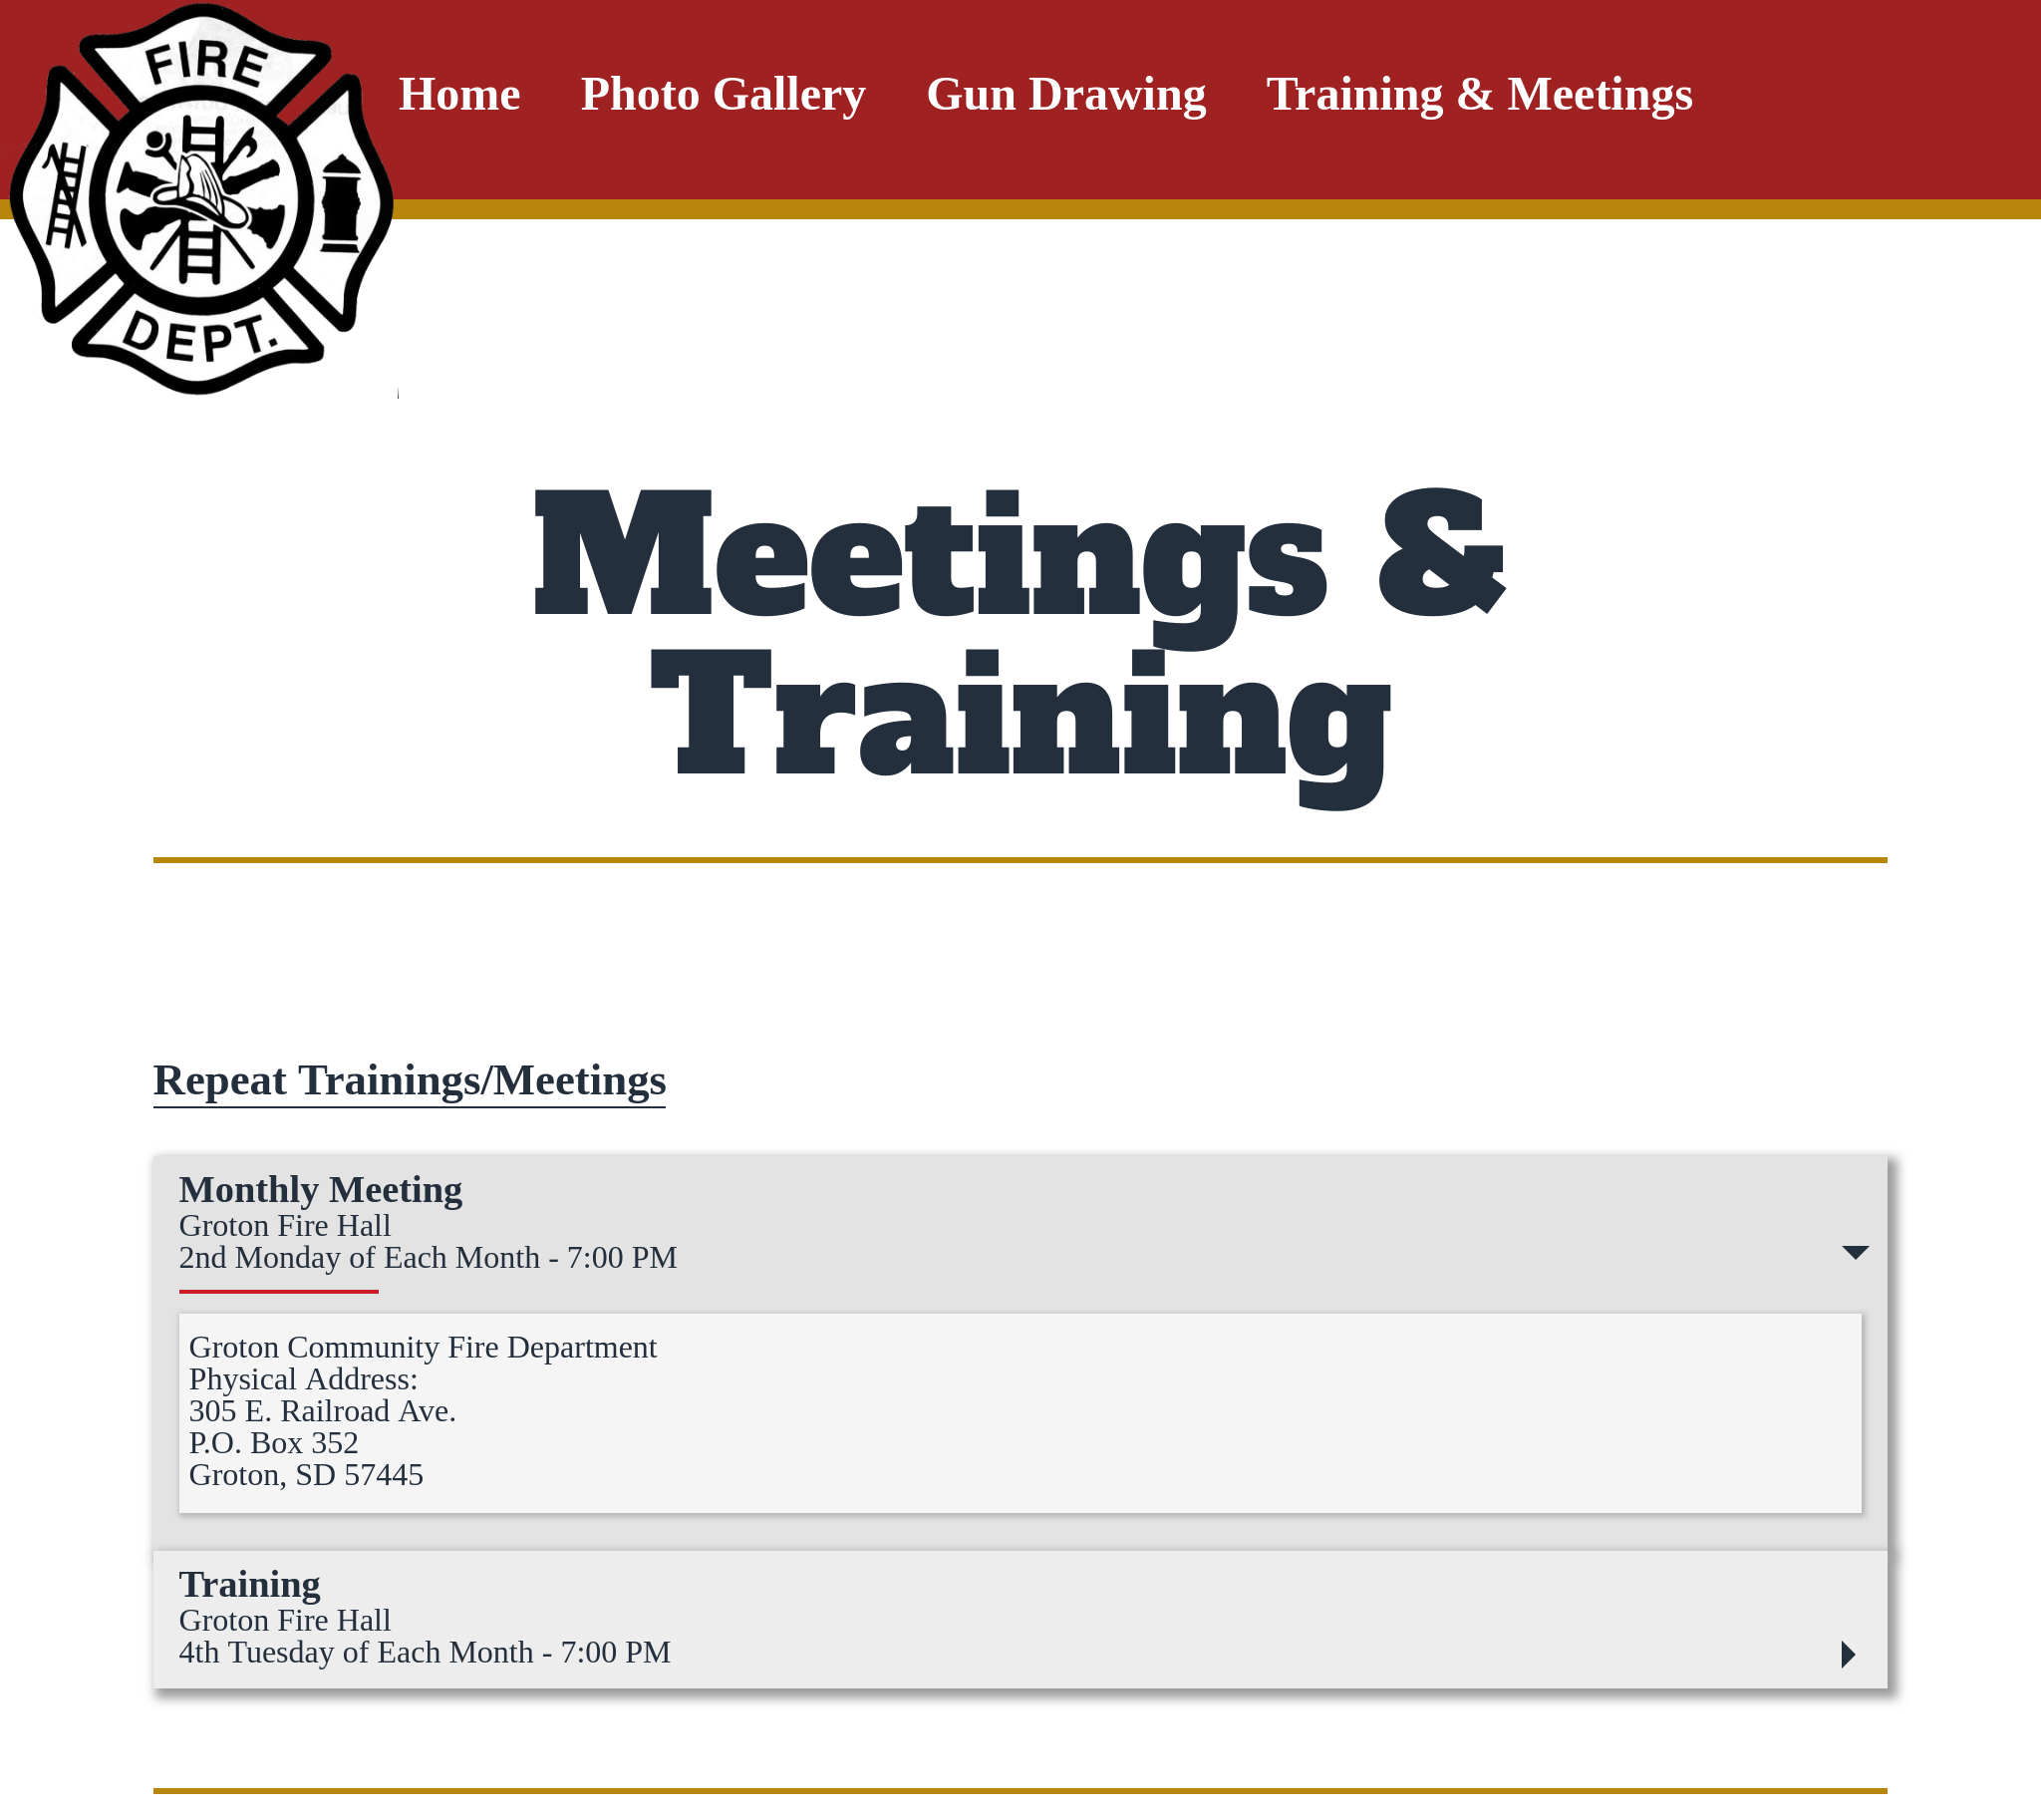 FIRE
DEPT.
Home Photo Gallery Gun Drawing Training & Meetings
Meetings &
Training
Repeat Trainings/Meetings
Monthly Meeting
Groton Fire Hall
2nd Monday of Each Month - 7:00 PM
Groton Community Fire Department
Physical Address:
305 E. Railroad Ave.
P.O. Box 352
Groton, SD 57445
Training
Groton Fire Hall
4th Tuesday of Each Month - 7:00 PM